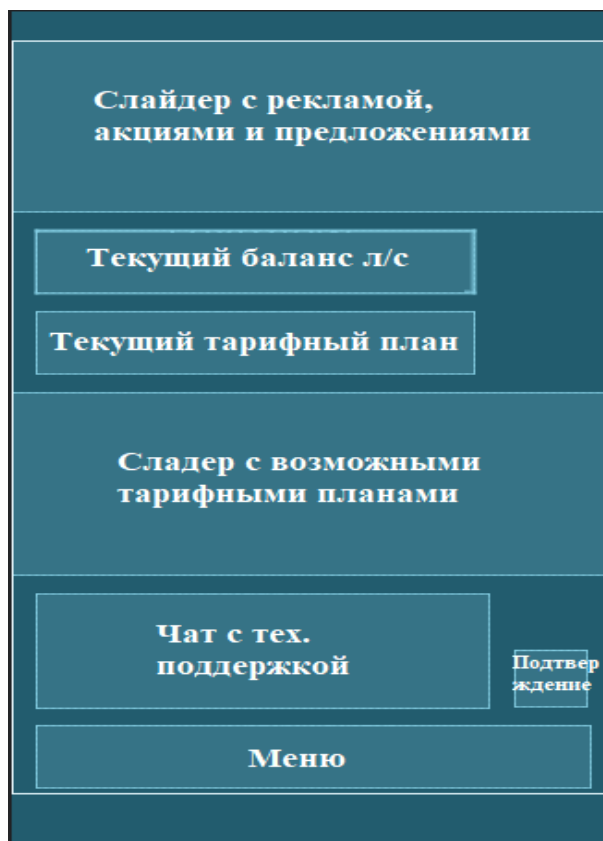 Слайдер с рекламой,
акциями и предложениями
Текущий баланс л/с
Текущий тарифный план
Сладер с возможными
тарифными планами
Чат с тех.
поддержкой
Подтвер
ждение
Меню